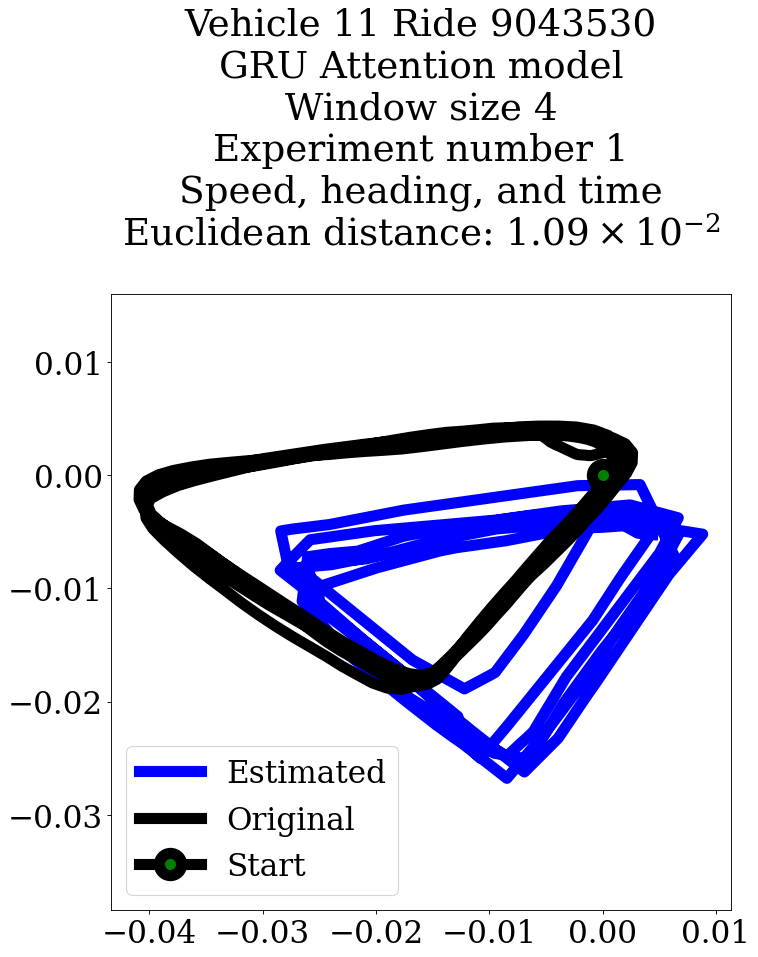 Vehicle 11 Ride 9043530
GRU Attention model
Window size 4
Experiment number 1
Speed, heading, and time
Euclidean distance: 1.09 × 10⁻²
0.01
0.00
−0.01
−0.02
−0.03
Estimated
Original
Start
−0.04 −0.03 −0.02 −0.01 0.00 0.01